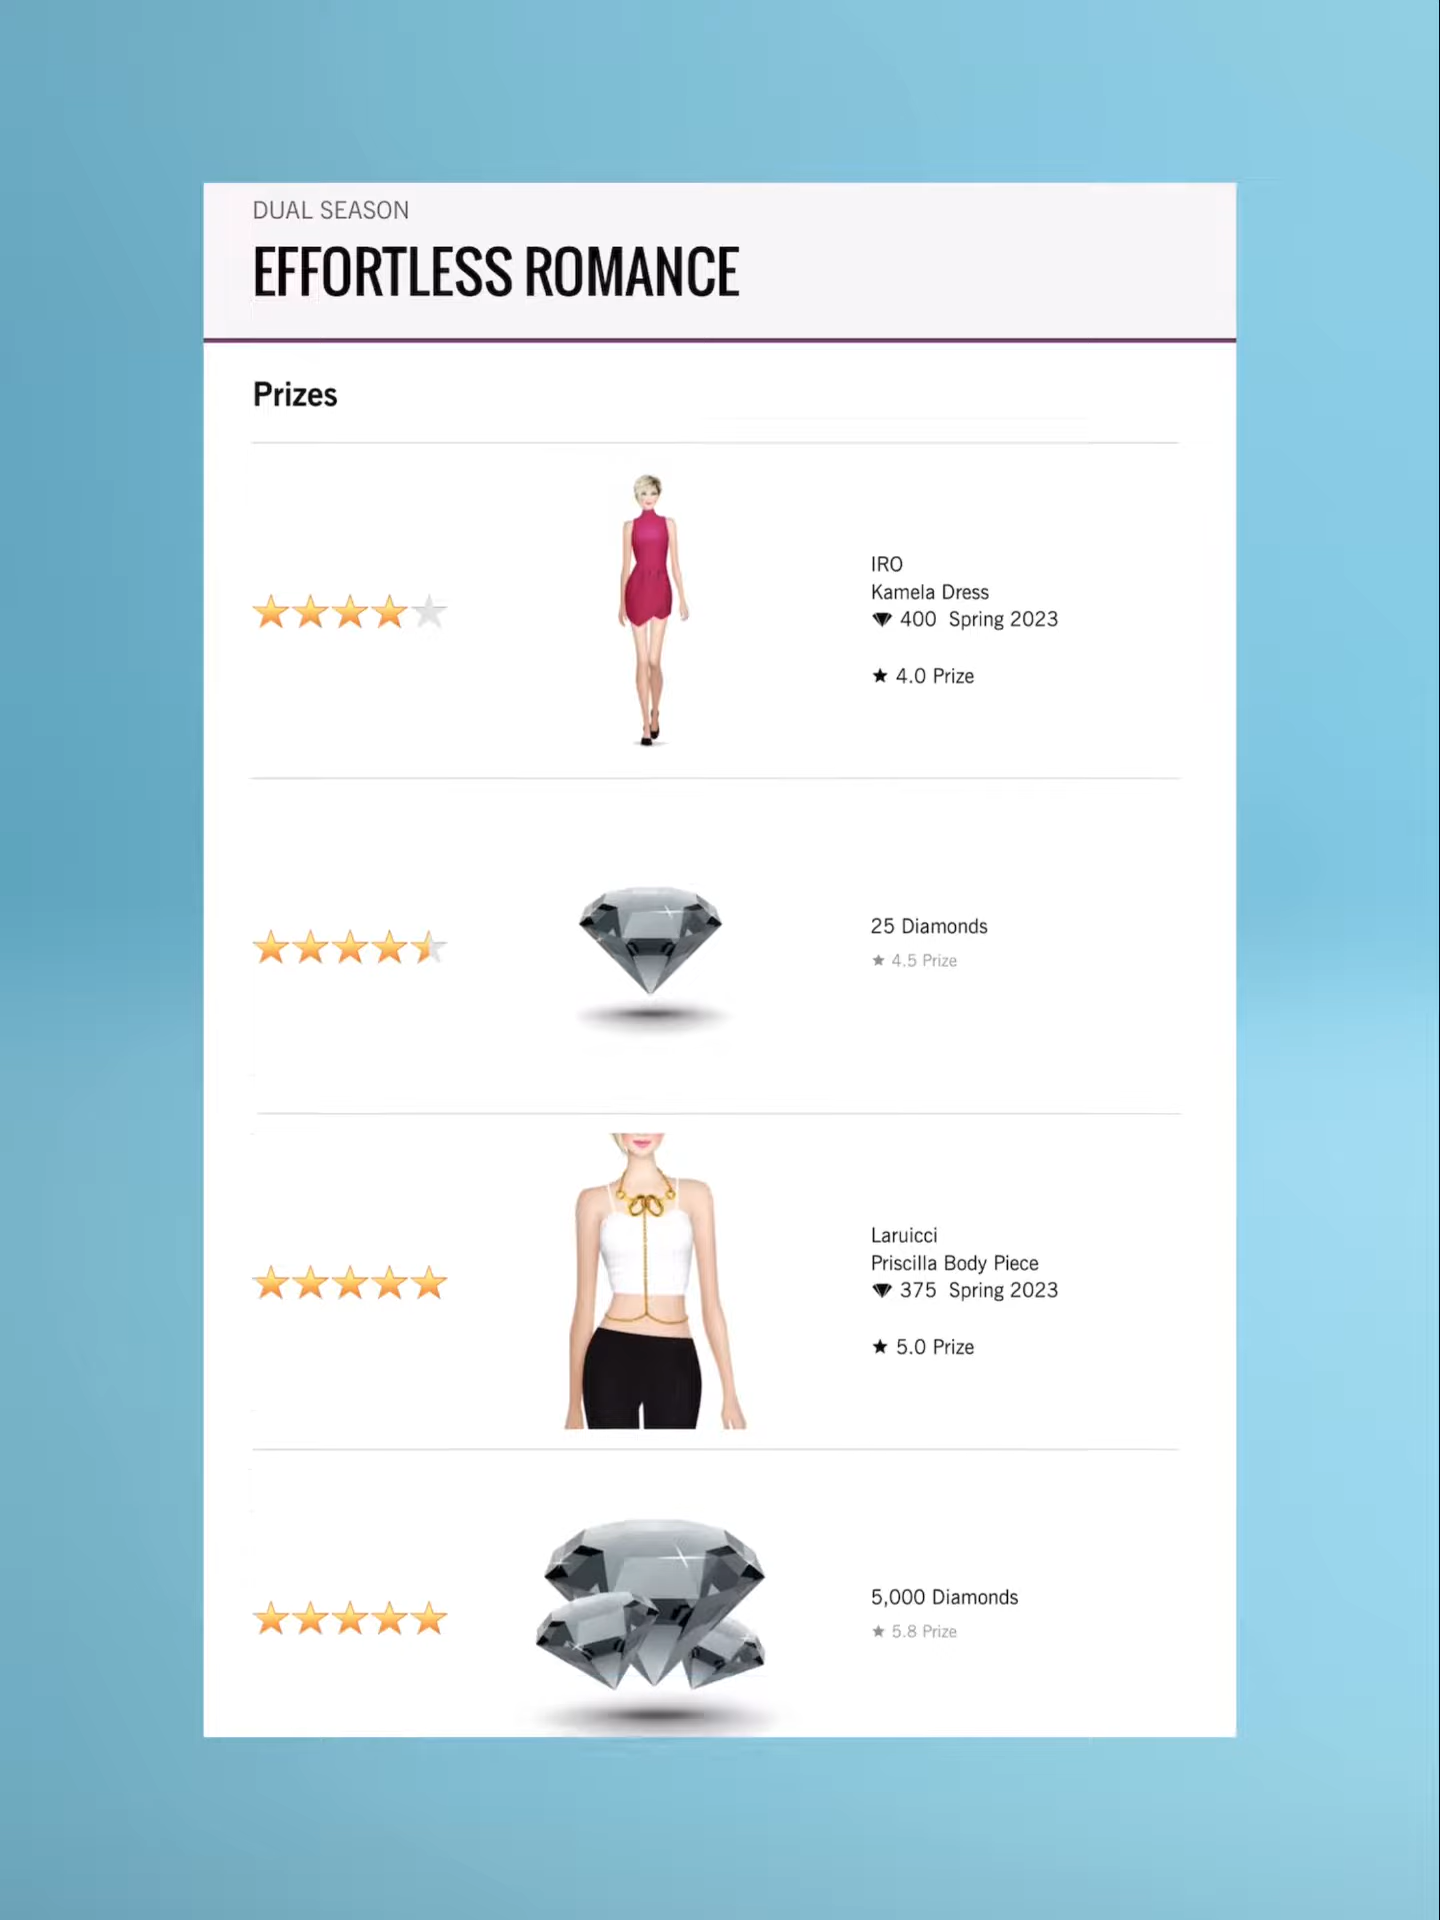 DUAL SEASON
EFFORTLESS ROMANCE
Prizes
IRO
Kamela Dress
400 Spring 2023
★ 4.0 Prize
25 Diamonds
★ 4.5 Prize
Laruicci
Priscilla Body Piece
375 Spring 2023
★ 5.0 Prize
5,000 Diamonds
★ 5.8 Prize